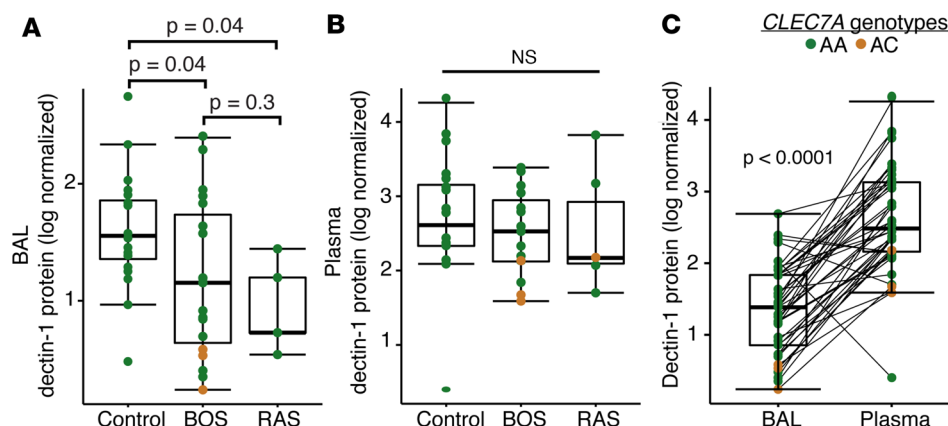 A
p = 0.04
p = 0.04
p = 0.3
BAL
dectin-1 protein (log normalized)
2
1
Control BOS RAS
B
NS
Plasma
dectin-1 protein (log normalized)
4
3
2
1
Control BOS RAS
C
CLEC7A genotypes
AA AC
p < 0.0001
Dectin-1 protein (log normalized)
4
3
2
1
BAL Plasma